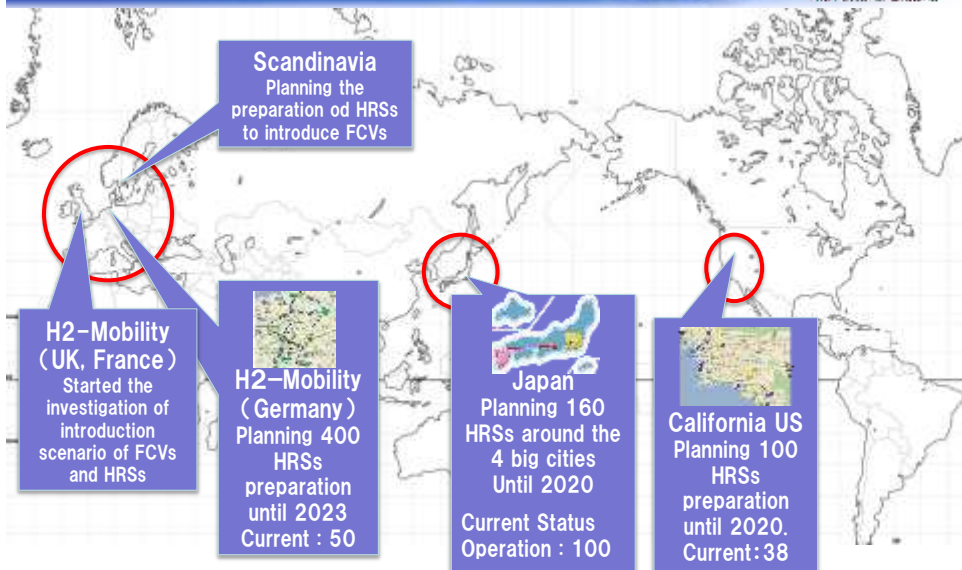 Scandinavia
Planning the
preparation od HRSs
to introduce FCVs
H2-Mobility
(UK, France)
Started the
investigation of
introduction
scenario of FCVs
and HRSs
H2-Mobility
(Germany)
Planning 400
HRSs
preparation
until 2023
Current : 50
Japan
Planning 160
HRSs around the
4 big cities
Until 2020
Current Status
Operation : 100
California US
Planning 100
HRSs
preparation
until 2020.
Current:38